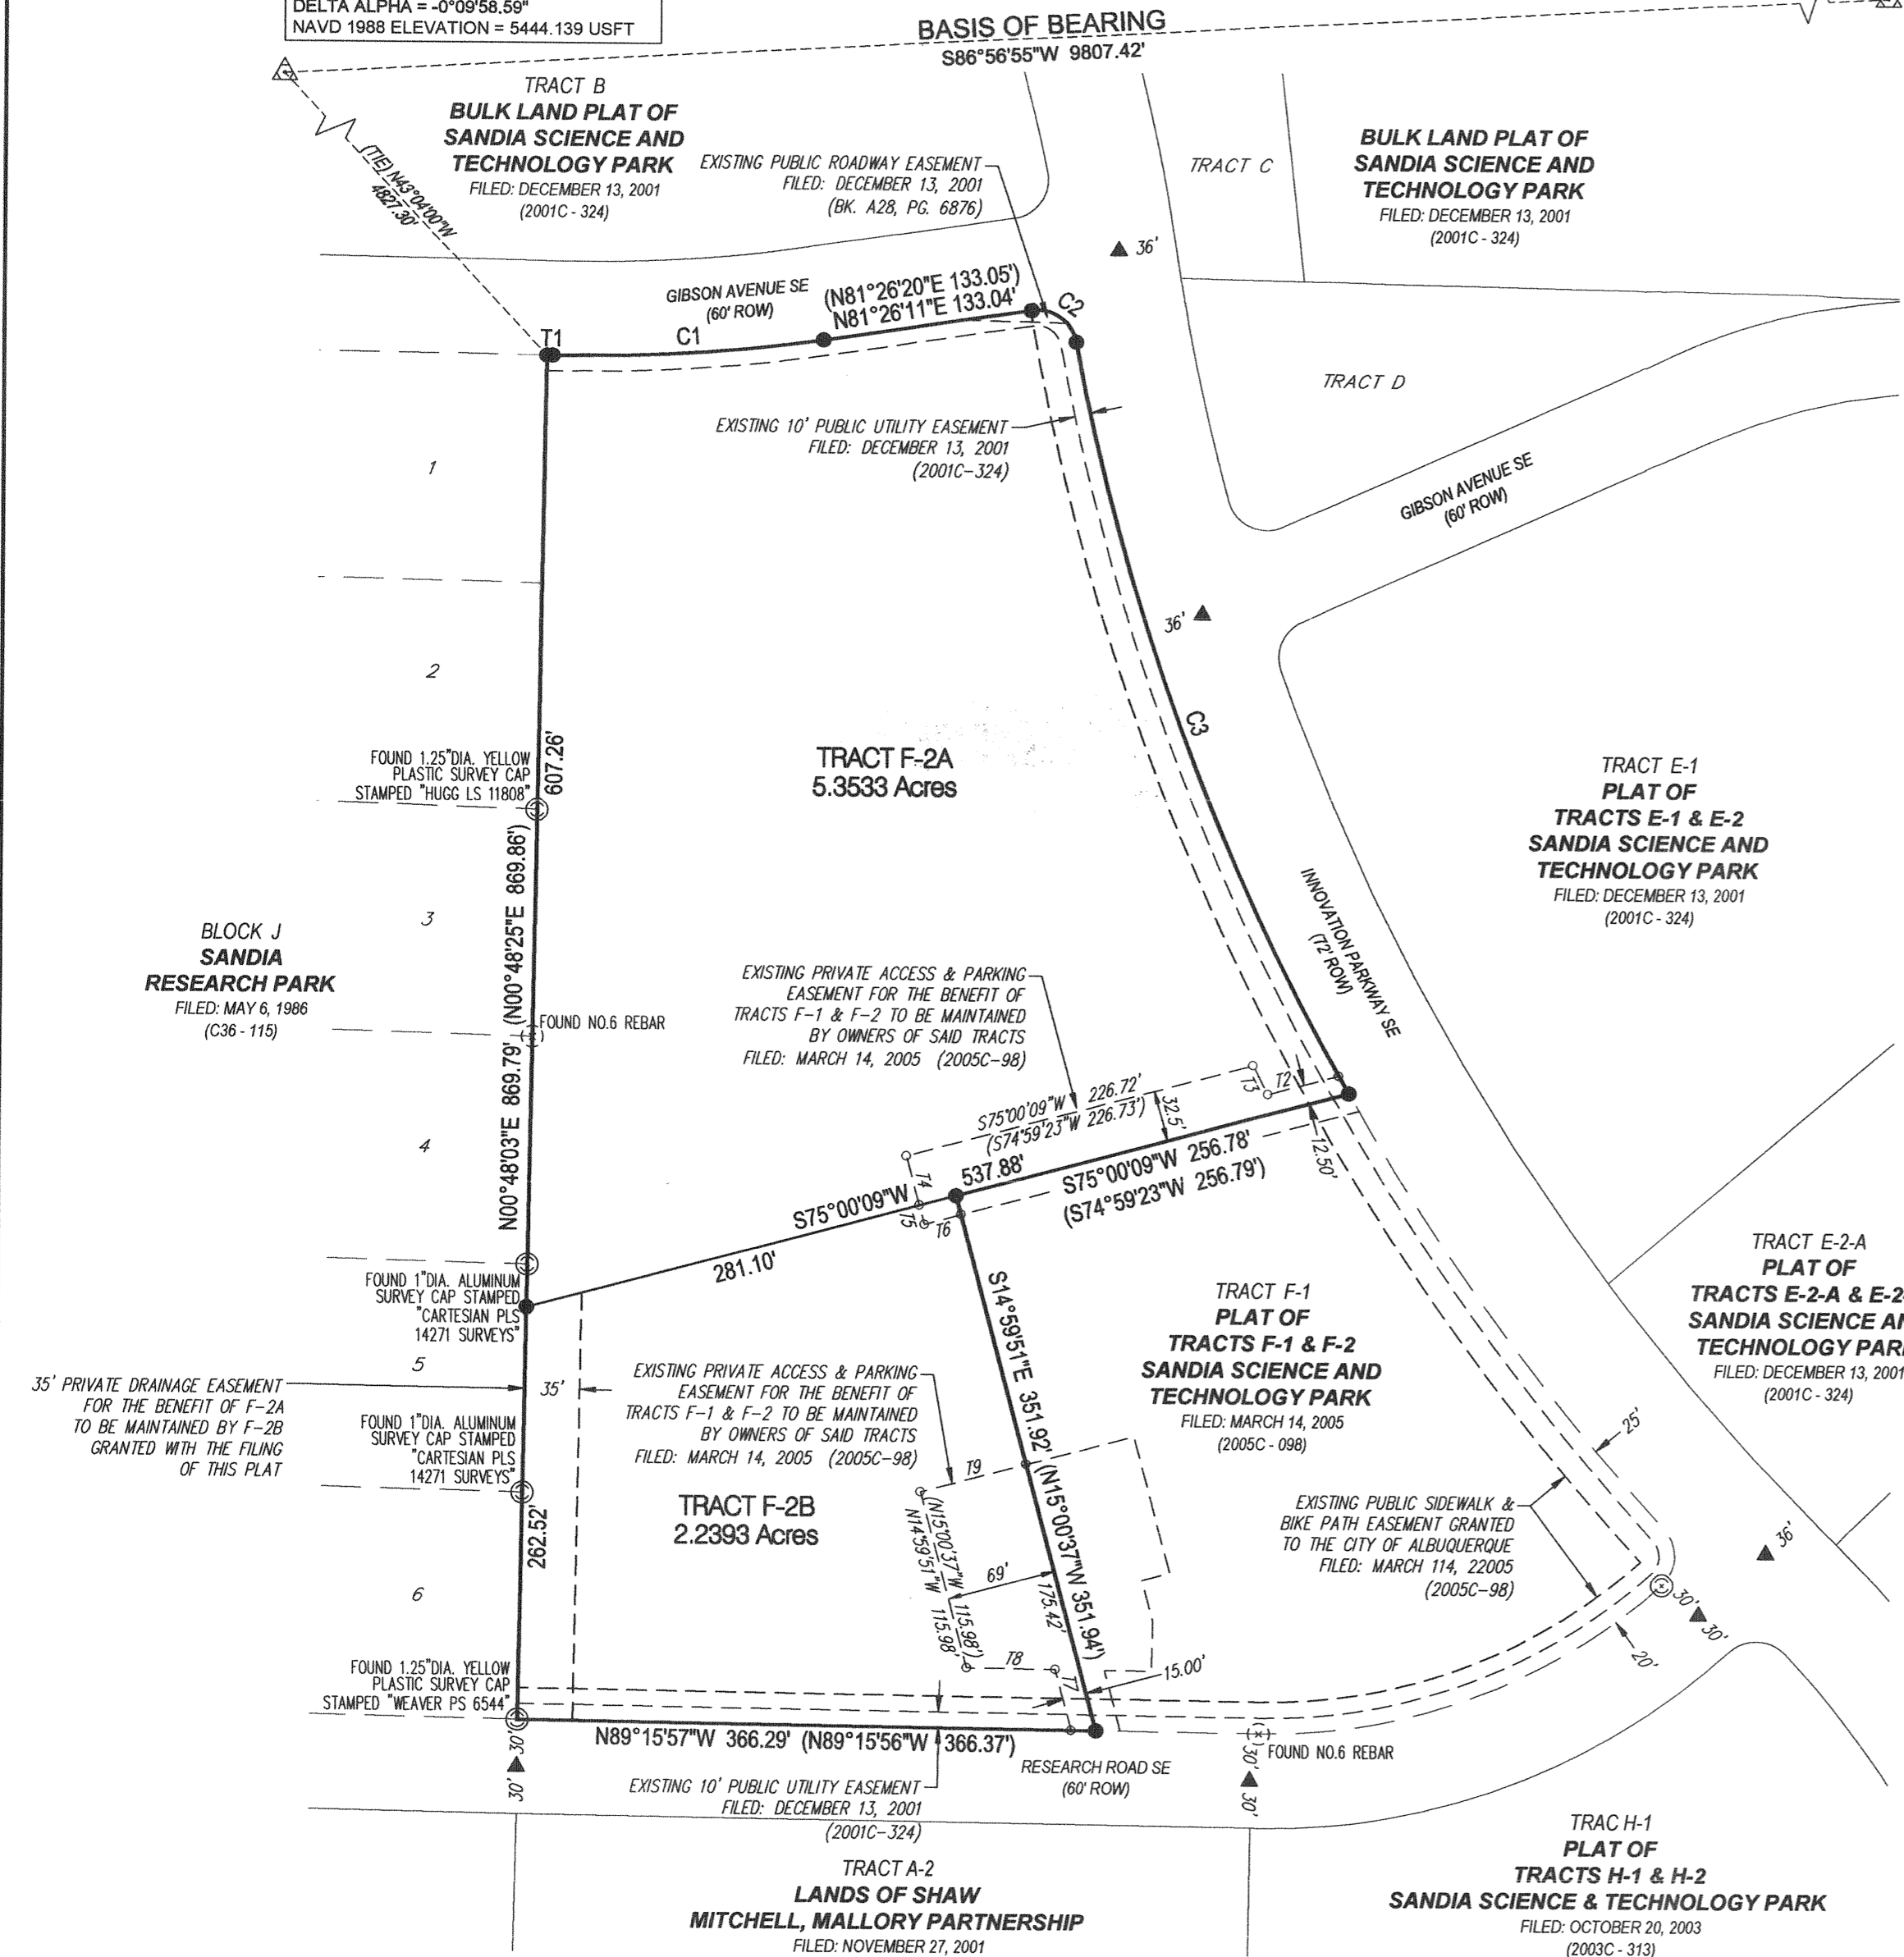 DELTA ALPHA = -0°09'58.59"
NAVD 1988 ELEVATION = 5444.139 USFT
BASIS OF BEARING
S86°56'55"W 9807.42'
TRACT B
BULK LAND PLAT OF
SANDIA SCIENCE AND
TECHNOLOGY PARK
FILED: DECEMBER 13, 2001
(2001C - 324)
(TIE) N43°04'00"W
4827.30'
EXISTING PUBLIC ROADWAY EASEMENT
FILED: DECEMBER 13, 2001
(BK. A28, PG. 6876)
TRACT C
BULK LAND PLAT OF
SANDIA SCIENCE AND
TECHNOLOGY PARK
FILED: DECEMBER 13, 2001
(2001C - 324)
36'
GIBSON AVENUE SE
(60' ROW)
(N81°26'20"E 133.05')
N81°26'11"E 133.04'
C2
T1
C1
TRACT D
EXISTING 10' PUBLIC UTILITY EASEMENT
FILED: DECEMBER 13, 2001
(2001C-324)
1
GIBSON AVENUE SE
(60' ROW)
36'
2
C3
FOUND 1.25"DIA. YELLOW
PLASTIC SURVEY CAP
STAMPED "HUGG LS 11808"
607.26'
TRACT F-2A
5.3533 Acres
TRACT E-1
PLAT OF
TRACTS E-1 & E-2
SANDIA SCIENCE AND
TECHNOLOGY PARK
FILED: DECEMBER 13, 2001
(2001C - 324)
INNOVATION PARKWAY SE
(72' ROW)
3
BLOCK J
SANDIA
RESEARCH PARK
FILED: MAY 6, 1986
(C36 - 115)
N00°48'03"E 869.79' (N00°48'25"E 869.86')
FOUND NO.6 REBAR
EXISTING PRIVATE ACCESS & PARKING
EASEMENT FOR THE BENEFIT OF
TRACTS F-1 & F-2 TO BE MAINTAINED
BY OWNERS OF SAID TRACTS
FILED: MARCH 14, 2005 (2005C-98)
4
T3
T2
S75°00'09"W 226.72'
(S74°59'23"W 226.73')
32.5'
12.50'
T4
537.88'
S75°00'09"W 256.78'
(S74°59'23"W 256.79')
S75°00'09"W
T5
T6
281.10'
FOUND 1"DIA. ALUMINUM
SURVEY CAP STAMPED
"CARTESIAN PLS
14271 SURVEYS"
5
35' PRIVATE DRAINAGE EASEMENT
FOR THE BENEFIT OF F-2A
TO BE MAINTAINED BY F-2B
GRANTED WITH THE FILING
OF THIS PLAT
35'
FOUND 1"DIA. ALUMINUM
SURVEY CAP STAMPED
"CARTESIAN PLS
14271 SURVEYS"
EXISTING PRIVATE ACCESS & PARKING
EASEMENT FOR THE BENEFIT OF
TRACTS F-1 & F-2 TO BE MAINTAINED
BY OWNERS OF SAID TRACTS
FILED: MARCH 14, 2005 (2005C-98)
S14°59'51"E 351.92' (N15°00'37"W 351.94')
TRACT F-1
PLAT OF
TRACTS F-1 & F-2
SANDIA SCIENCE AND
TECHNOLOGY PARK
FILED: MARCH 14, 2005
(2005C - 098)
TRACT E-2-A
PLAT OF
TRACTS E-2-A & E-2-
SANDIA SCIENCE AN
TECHNOLOGY PARK
FILED: DECEMBER 13, 2001
(2001C - 324)
25'
T9
TRACT F-2B
2.2393 Acres
262.52'
(N15°00'37"W 115.98')
N14°59'51"W 115.98'
69'
175.42'
EXISTING PUBLIC SIDEWALK &
BIKE PATH EASEMENT GRANTED
TO THE CITY OF ALBUQUERQUE
FILED: MARCH 114, 22005
(2005C-98)
36'
6
30'
30'
20'
FOUND 1.25"DIA. YELLOW
PLASTIC SURVEY CAP
STAMPED "WEAVER PS 6544"
T8
T7
15.00'
N89°15'57"W 366.29' (N89°15'56"W 366.37')
30'
30'
RESEARCH ROAD SE
(60' ROW)
FOUND NO.6 REBAR
30'
30'
EXISTING 10' PUBLIC UTILITY EASEMENT
FILED: DECEMBER 13, 2001
(2001C-324)
TRACT A-2
LANDS OF SHAW
MITCHELL, MALLORY PARTNERSHIP
FILED: NOVEMBER 27, 2001
TRAC H-1
PLAT OF
TRACTS H-1 & H-2
SANDIA SCIENCE & TECHNOLOGY PARK
FILED: OCTOBER 20, 2003
(2003C - 313)